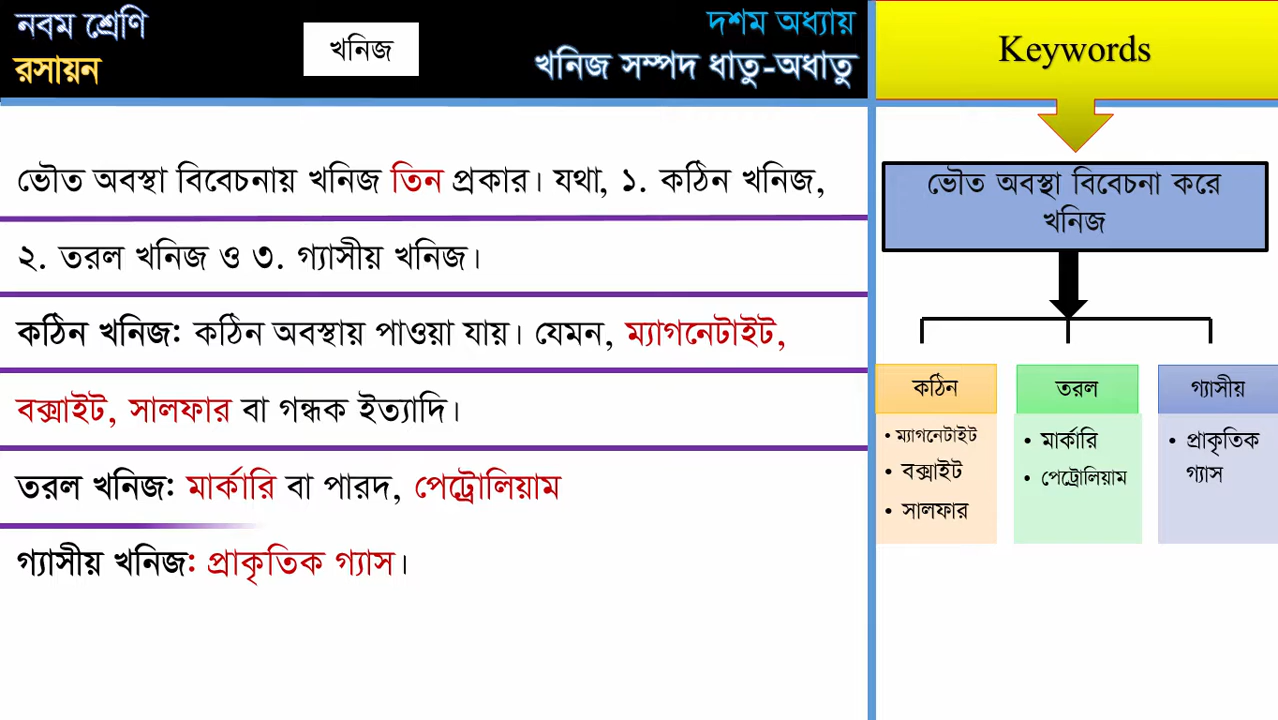 নবম শ্রেণি
রসায়ন
খনিজ
দশম অধ্যায়
খনিজ সম্পদ ধাতু-অধাতু
ভৌত অবস্থা বিবেচনায় খনিজ তিন প্রকার। যথা, ১. কঠিন খনিজ,
২. তরল খনিজ ও ৩. গ্যাসীয় খনিজ।
কঠিন খনিজ: কঠিন অবস্থায় পাওয়া যায়। যেমন, ম্যাগনেটাইট,
বক্সাইট, সালফার বা গন্ধক ইত্যাদি।
তরল খনিজ: মার্কারি বা পারদ, পেট্রোলিয়াম
গ্যাসীয় খনিজ: প্রাকৃতিক গ্যাস।
Keywords
ভৌত অবস্থা বিবেচনা করে
খনিজ
কঠিন
• ম্যাগনেটাইট
• বক্সাইট
• সালফার
তরল
• মার্কারি
• পেট্রোলিয়াম
গ্যাসীয়
• প্রাকৃতিক
গ্যাস